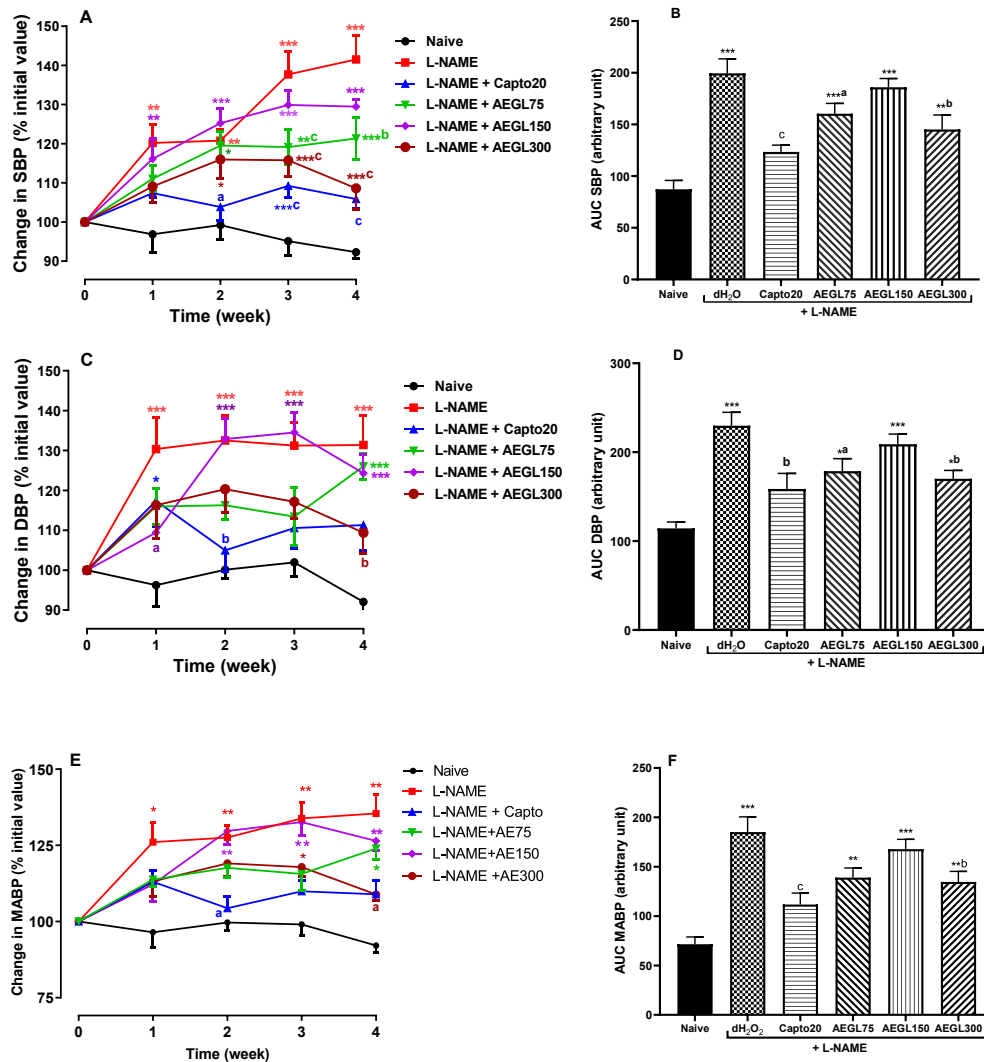 A
Change in SBP (% initial value)
150
140
130
120
110
100
90
0 1 2 3 4
Time (week)
** ** *** ** * * a *** *** **c ***c ***c *** *** ***b ***c c
Naive
L-NAME
L-NAME + Capto20
L-NAME + AEGL75
L-NAME + AEGL150
L-NAME + AEGL300
B
AUC SBP (arbitrary unit)
250
200
150
100
50
0
*** c ***a *** **b
Naive dH2O Capto20 AEGL75 AEGL150 AEGL300
+ L-NAME
C
Change in DBP (% initial value)
150
140
130
120
110
100
90
0 1 2 3 4
Time (week)
*** * a *** *** b *** *** *** *** *** b
Naive
L-NAME
L-NAME + Capto20
L-NAME + AEGL75
L-NAME + AEGL150
L-NAME + AEGL300
D
AUC DBP (arbitrary unit)
300
200
100
0
*** b *a *** *b
Naive dH2O Capto20 AEGL75 AEGL150 AEGL300
+ L-NAME
E
Change in MABP (% initial value)
150
125
100
75
0 1 2 3 4
Time (week)
* ** ** a ** ** * ** ** * a
Naive
L-NAME
L-NAME + Capto
L-NAME+AE75
L-NAME+AE150
L-NAME +AE300
F
AUC MABP (arbitrary unit)
250
200
150
100
50
0
*** c ** *** **b
Naive dH2O2 Capto20 AEGL75 AEGL150 AEGL300
+ L-NAME